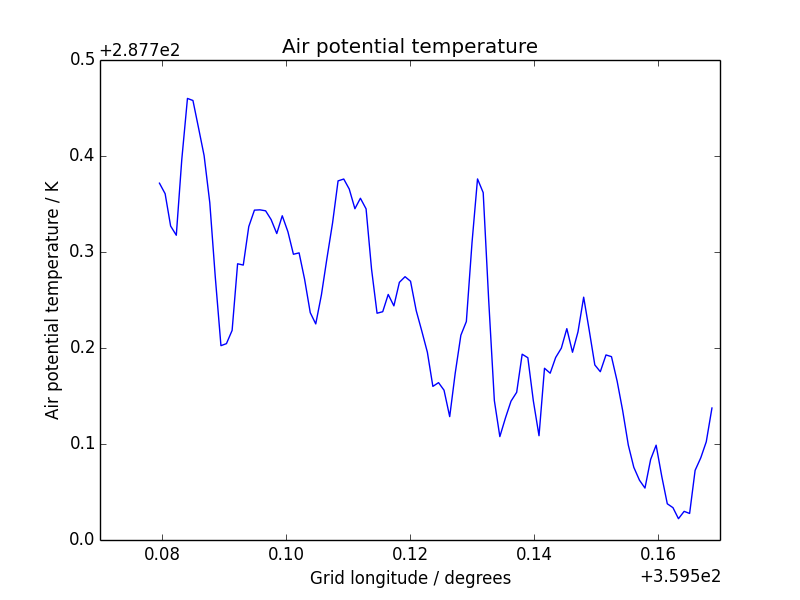 Air potential temperature
+2.877e2
0.5
0.4
0.3
0.2
0.1
0.0
Air potential temperature / K
0.08 0.10 0.12 0.14 0.16
Grid longitude / degrees
+3.595e2